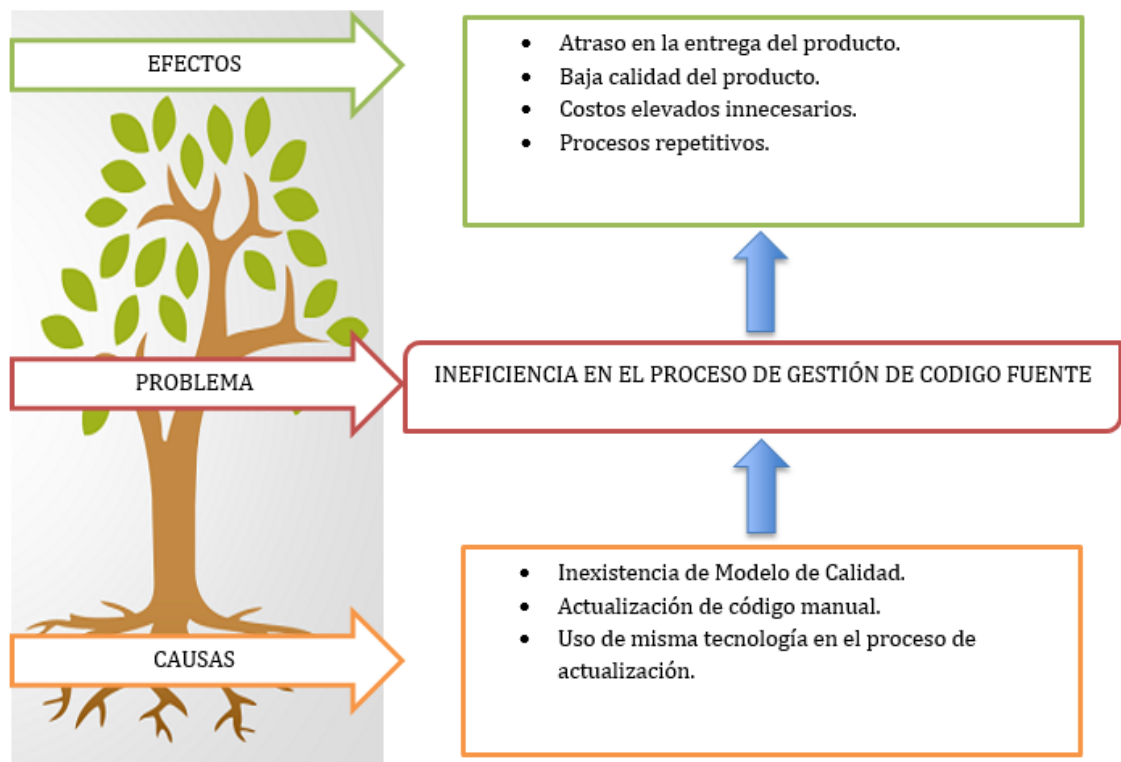 EFECTOS
• Atraso en la entrega del producto.
• Baja calidad del producto.
• Costos elevados innecesarios.
• Procesos repetitivos.
PROBLEMA
INEFICIENCIA EN EL PROCESO DE GESTIÓN DE CODIGO FUENTE
CAUSAS
• Inexistencia de Modelo de Calidad.
• Actualización de código manual.
• Uso de misma tecnología en el proceso de
actualización.